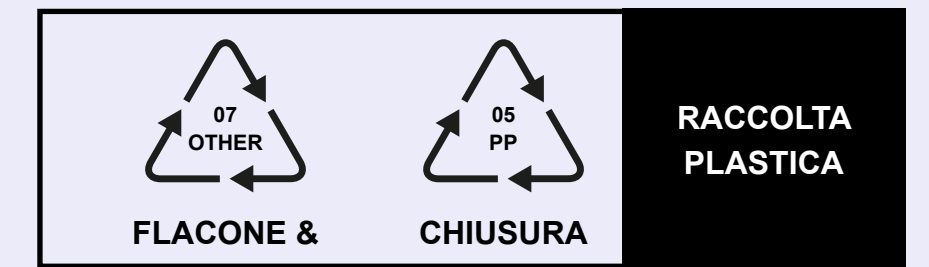 07
OTHER
FLACONE &
05
PP
CHIUSURA
RACCOLTA
PLASTICA